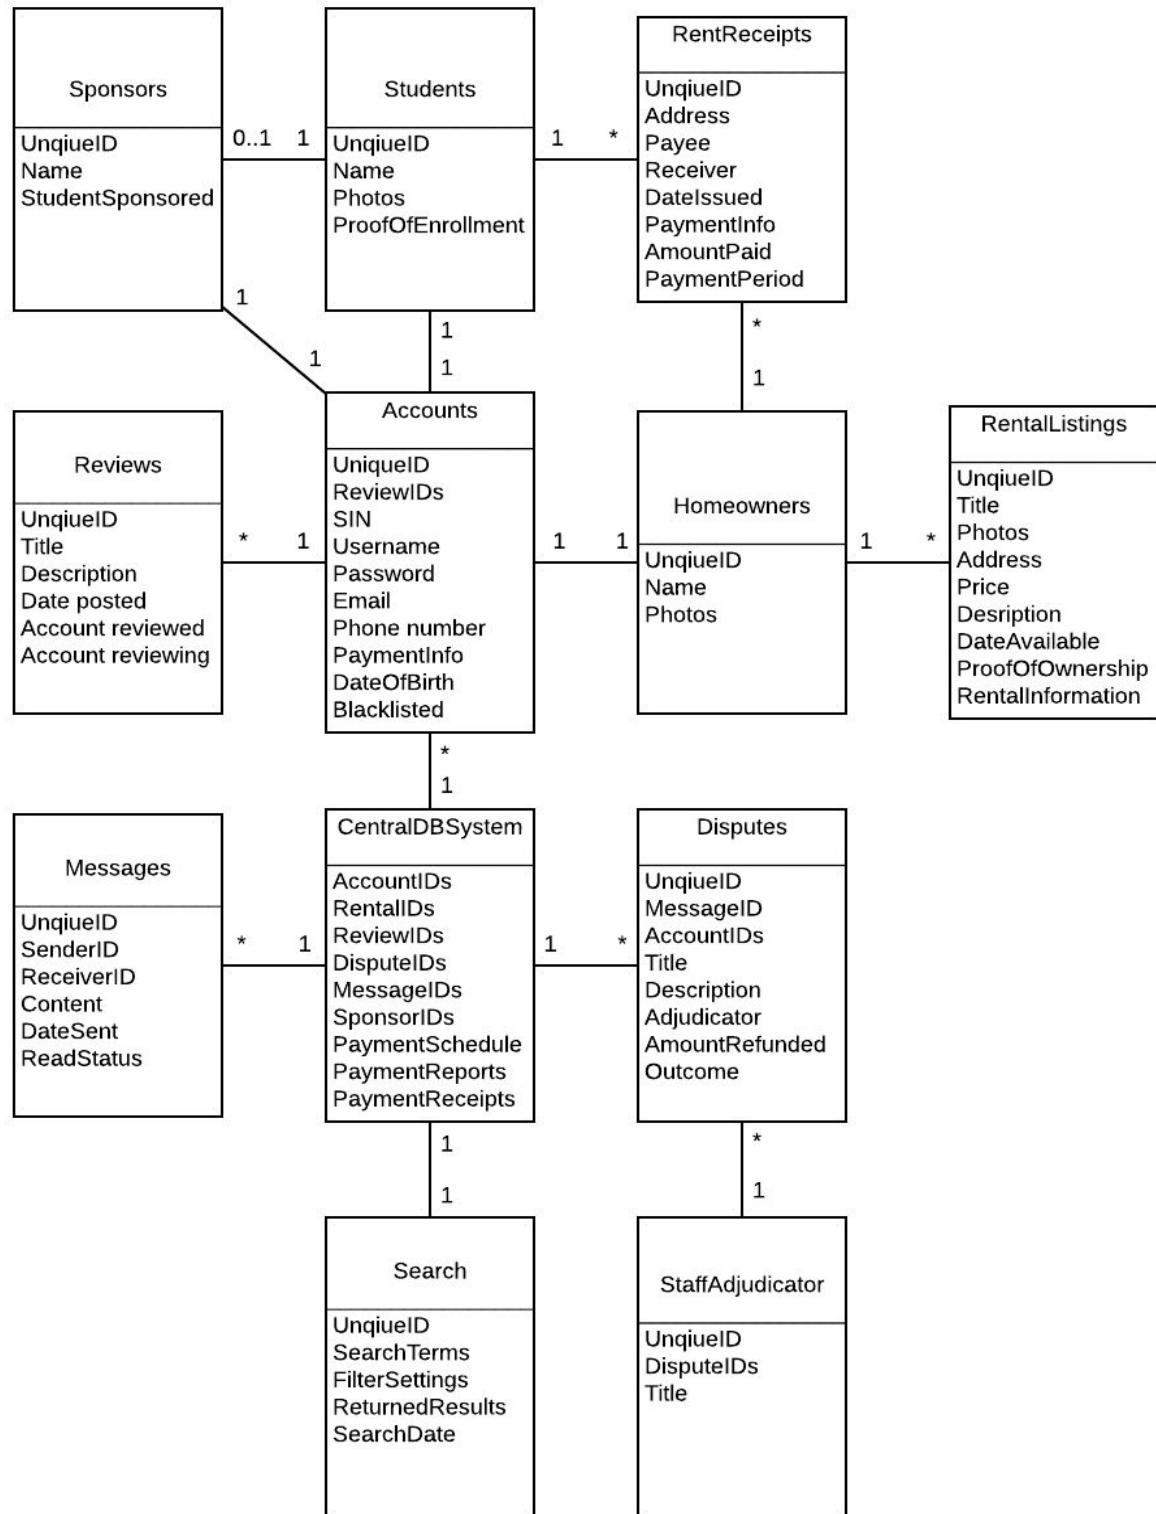 Sponsors
UnqiueID
Name
StudentSponsored
0..1 1
Students
UnqiueID
Name
Photos
ProofOfEnrollment
1 *
RentReceipts
UnqiueID
Address
Payee
Receiver
DateIssued
PaymentInfo
AmountPaid
PaymentPeriod
1
1
1
1
*
1
Reviews
UnqiueID
Title
Description
Date posted
Account reviewed
Account reviewing
* 1
Accounts
UniqueID
ReviewIDs
SIN
Username
Password
Email
Phone number
PaymentInfo
DateOfBirth
Blacklisted
1 1
Homeowners
UnqiueID
Name
Photos
1 *
RentalListings
UnqiueID
Title
Photos
Address
Price
Desription
DateAvailable
ProofOfOwnership
RentalInformation
*
1
Messages
UnqiueID
SenderID
ReceiverID
Content
DateSent
ReadStatus
* 1
CentralDBSystem
AccountIDs
RentalIDs
ReviewIDs
DisputeIDs
MessageIDs
SponsorIDs
PaymentSchedule
PaymentReports
PaymentReceipts
1 *
Disputes
UnqiueID
MessageID
AccountIDs
Title
Description
Adjudicator
AmountRefunded
Outcome
1
1
*
1
Search
UnqiueID
SearchTerms
FilterSettings
ReturnedResults
SearchDate
StaffAdjudicator
UnqiueID
DisputeIDs
Title